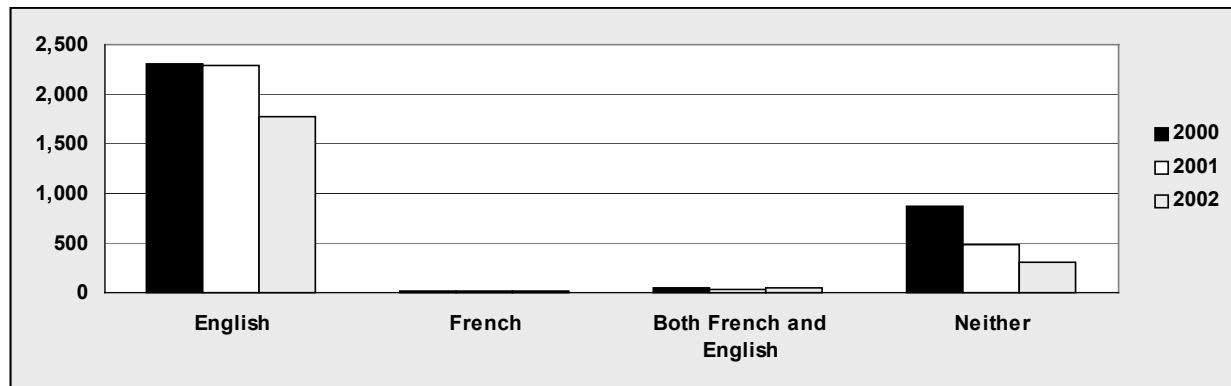 2,500
2,000
1,500
1,000
500
0
English
French
Both French and
English
Neither
2000
2001
2002